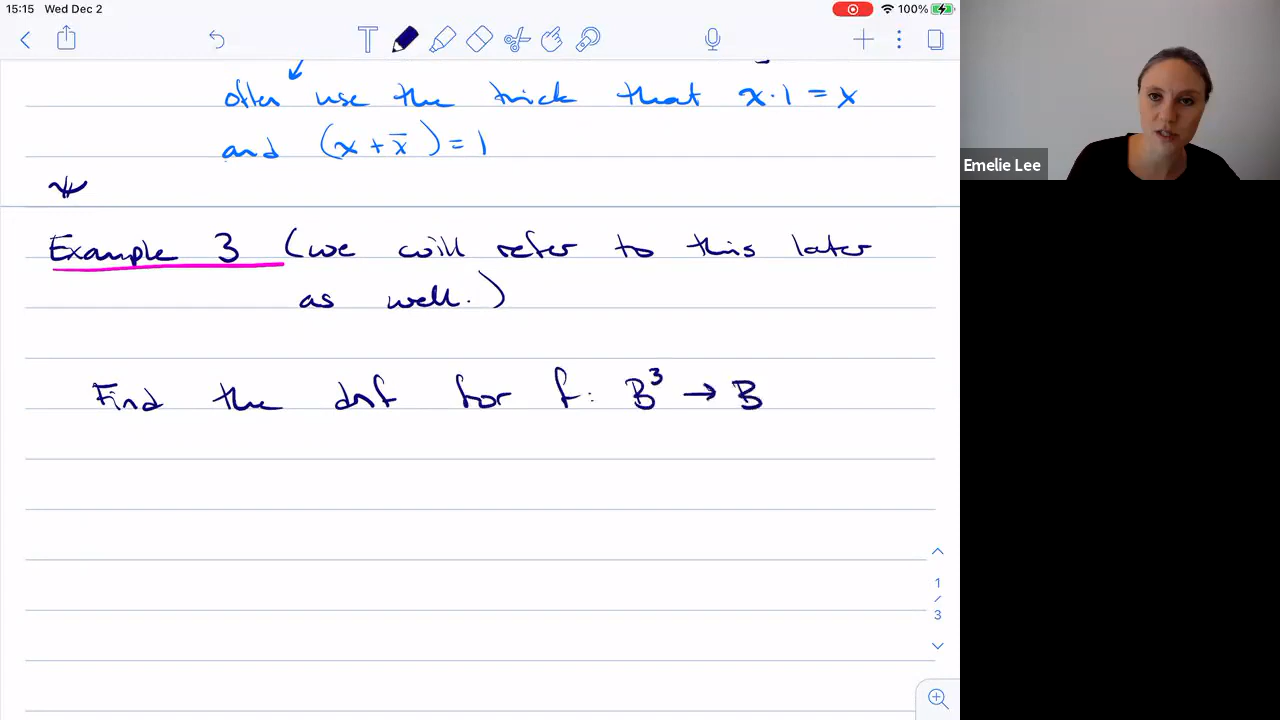 15:15 Wed Dec 2
100%
often use the trick that x·1 = x
and (x + x̄) = 1
Emelie Lee
Example 3 (we will refer to this later
as well.)
Find the dnf for f: B³ → B
1
/
3